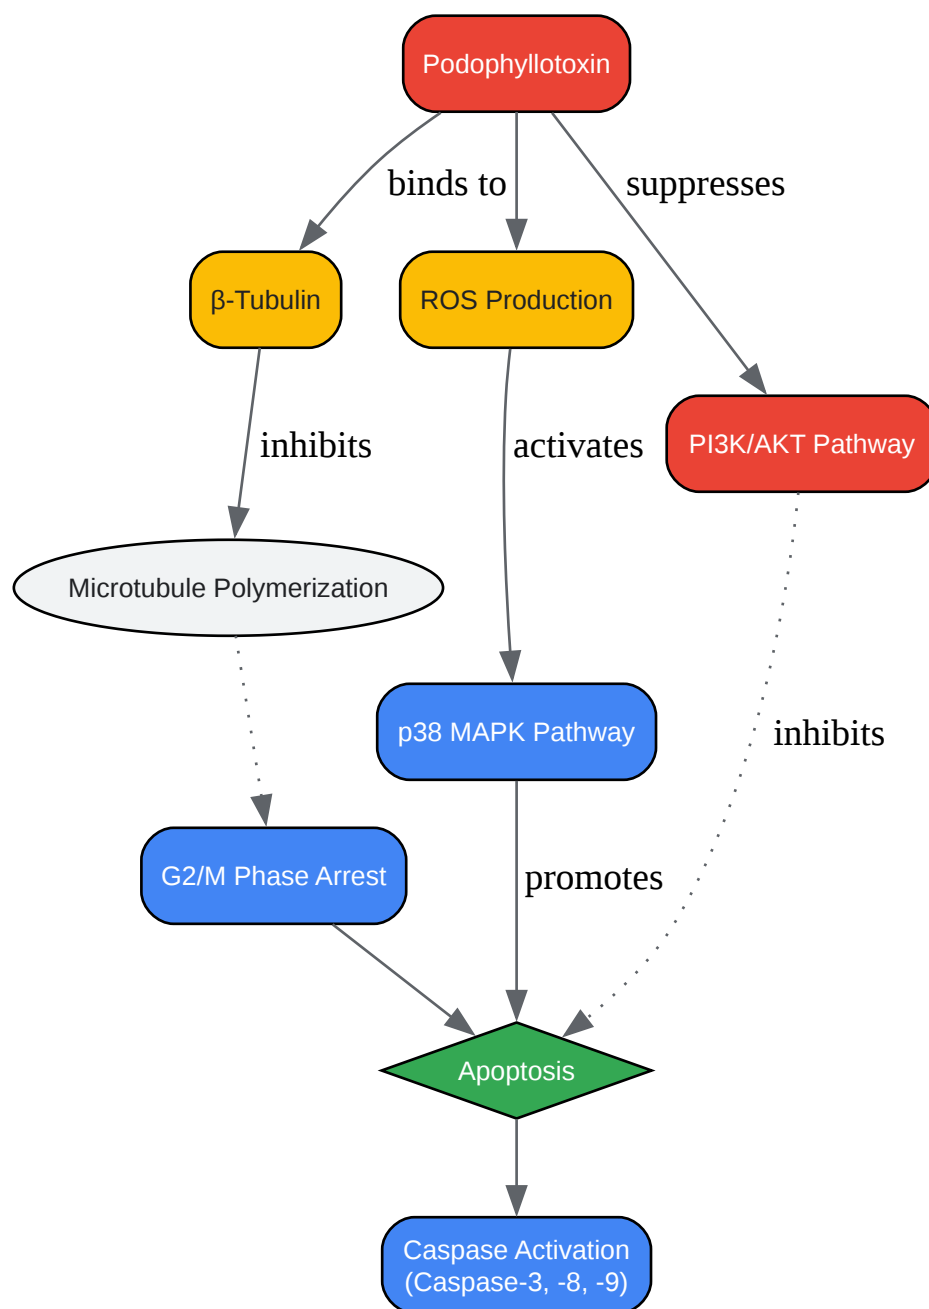 Podophyllotoxin
binds to
suppresses
β-Tubulin
ROS Production
inhibits
activates
PI3K/AKT Pathway
Microtubule Polymerization
p38 MAPK Pathway
inhibits
G2/M Phase Arrest
promotes
Apoptosis
Caspase Activation
(Caspase-3, -8, -9)